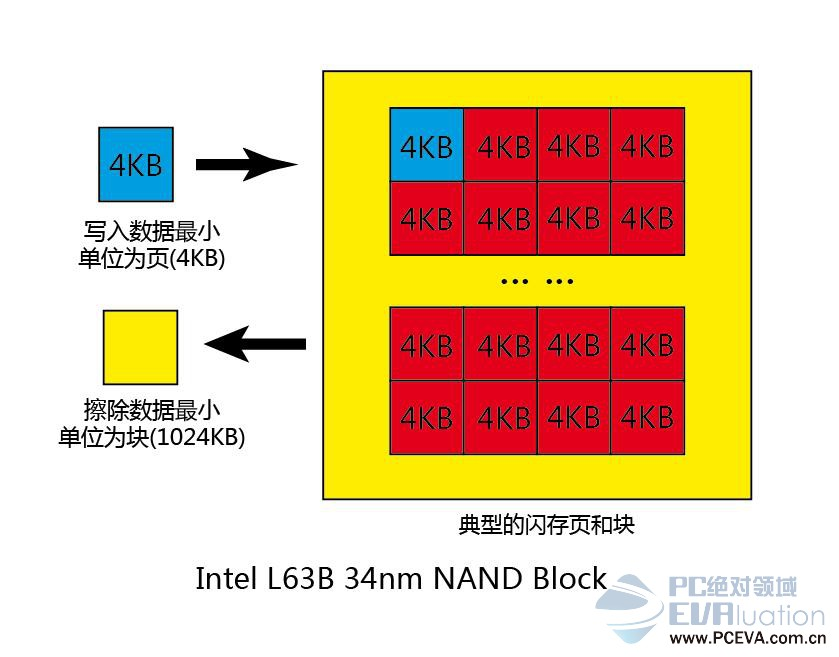 4KB
写入数据最小
单位为页(4KB)
擦除数据最小
单位为块(1024KB)
4KB 4KB 4KB 4KB
4KB 4KB 4KB 4KB
... ...
4KB 4KB 4KB 4KB
4KB 4KB 4KB 4KB
典型的闪存页和块
Intel L63B 34nm NAND Block
PC绝对领域
EVAluation
www.PCEVA.com.cn